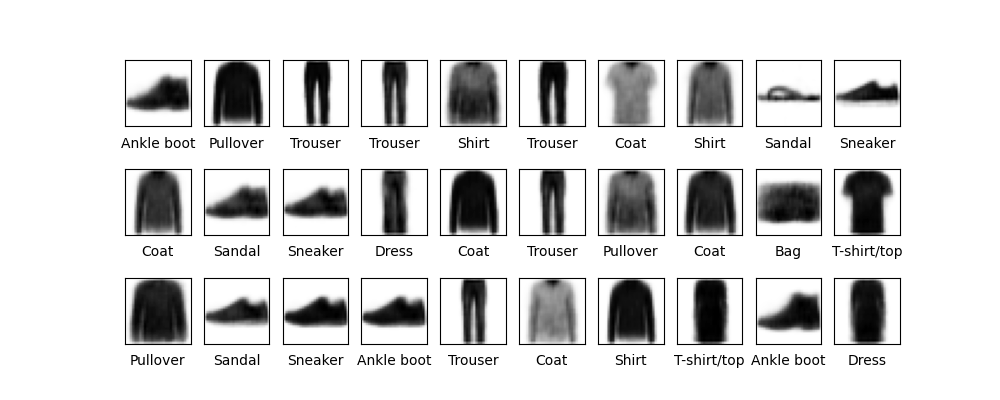 Ankle boot Pullover Trouser Trouser Shirt Trouser Coat Shirt Sandal Sneaker
Coat Sandal Sneaker Dress Coat Trouser Pullover Coat Bag T-shirt/top
Pullover Sandal Sneaker Ankle boot Trouser Coat Shirt T-shirt/top Ankle boot Dress